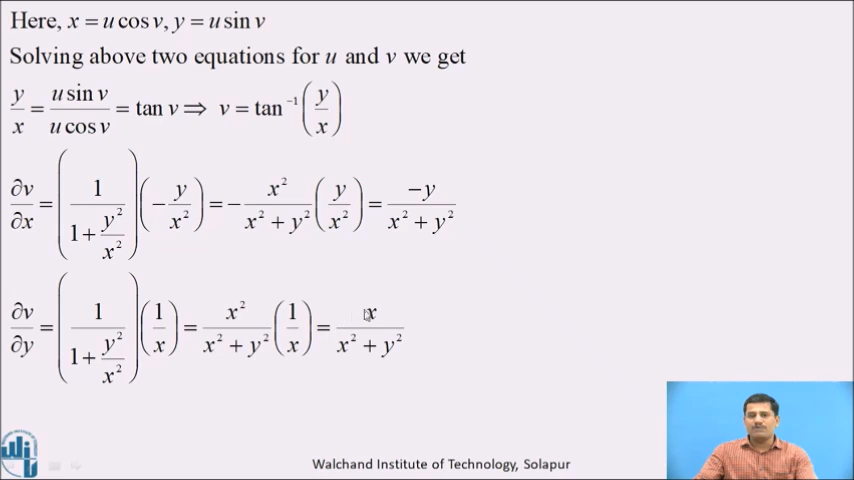 Here, x = u cos v, y = u sin v
Solving above two equations for u and v we get
y/x = (u sin v)/(u cos v) = tan v ⇒ v = tan⁻¹(y/x)
∂v/∂x = (1/(1 + y²/x²))(−y/x²) = −x²/(x² + y²)(y/x²) = −y/(x² + y²)
∂v/∂y = (1/(1 + y²/x²))(1/x) = x²/(x² + y²)(1/x) = x/(x² + y²)
Walchand Institute of Technology, Solapur